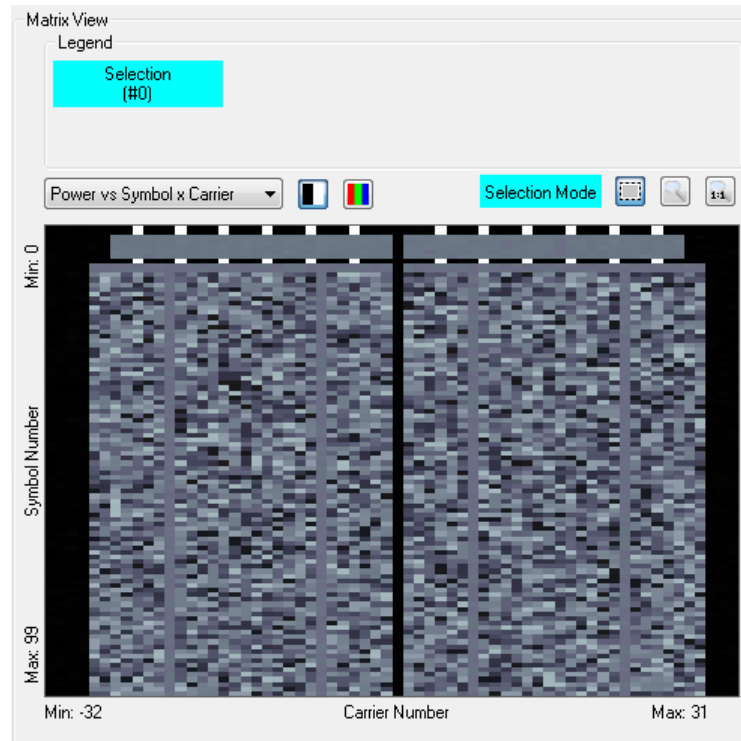 Matrix View
Legend
Selection
(#0)
Power vs Symbol x Carrier
Selection Mode
1:1
Min: 0
Symbol Number
Max: 99
Min: -32
Carrier Number
Max: 31